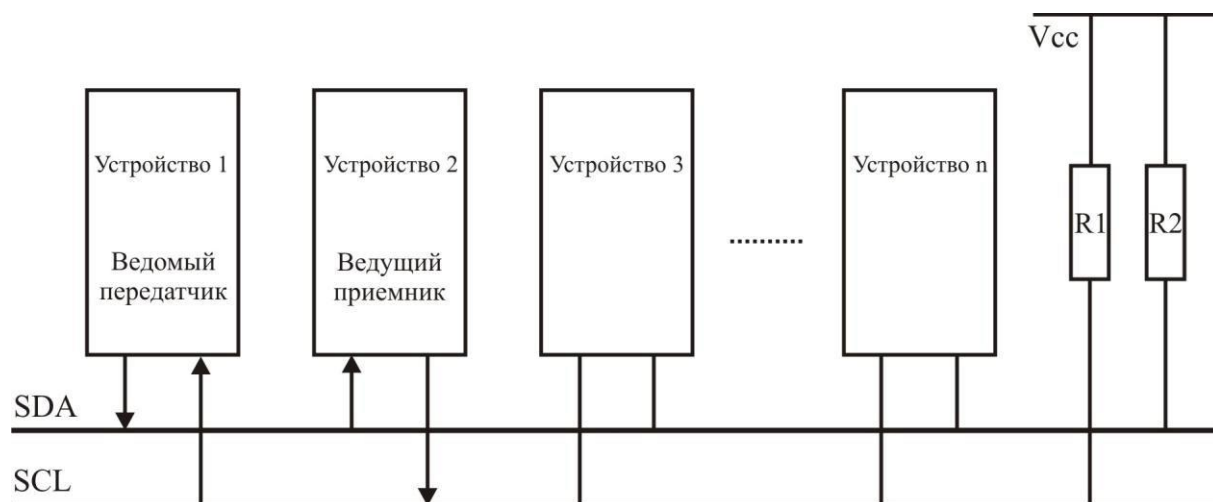 Vcc
Устройство 1
Ведомый
передатчик
Устройство 2
Ведущий
приемник
Устройство 3
Устройство n
R1
R2
SDA
SCL